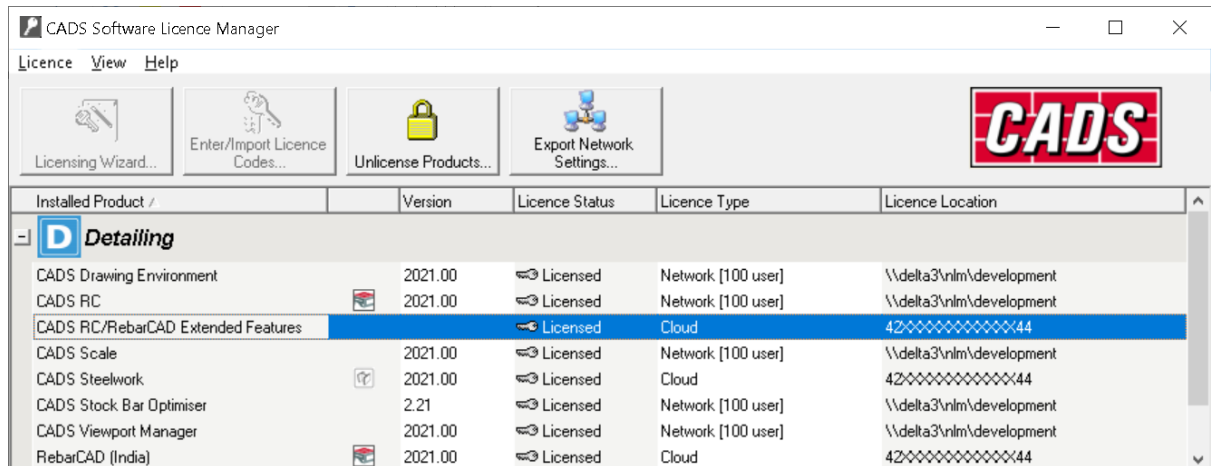 CADS Software Licence Manager
Licence View Help
Licensing Wizard...
Enter/Import Licence
Codes...
Unlicense Products...
Export Network
Settings...
CADS
Installed Product Version Licence Status Licence Type Licence Location
D Detailing
CADS Drawing Environment 2021.00 Licensed Network [100 user] \\delta3\nlm\development
CADS RC 2021.00 Licensed Network [100 user] \\delta3\nlm\development
CADS RC/RebarCAD Extended Features Licensed Cloud 42XXXXXXXXXXXX44
CADS Scale 2021.00 Licensed Network [100 user] \\delta3\nlm\development
CADS Steelwork 2021.00 Licensed Cloud 42XXXXXXXXXXXX44
CADS Stock Bar Optimiser 2.21 Licensed Network [100 user] \\delta3\nlm\development
CADS Viewport Manager 2021.00 Licensed Network [100 user] \\delta3\nlm\development
RebarCAD (India) 2021.00 Licensed Cloud 42XXXXXXXXXXXX44